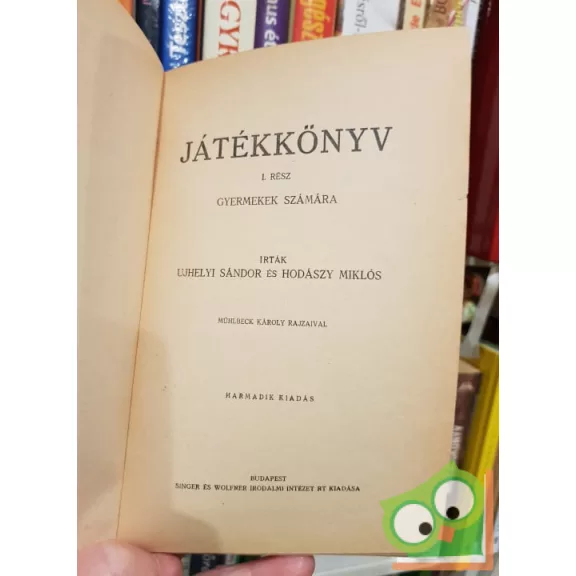 JÁTÉKKÖNYV
I. RÉSZ
GYERMEKEK SZÁMÁRA
IRTÁK
UJHELYI SÁNDOR ÉS HODÁSZY MIKLÓS
MÜHLBECK KÁROLY RAJZAIVAL
HARMADIK KIADÁS
BUDAPEST
SINGER ÉS WOLFNER IRODALMI INTÉZET RT KIADÁSA